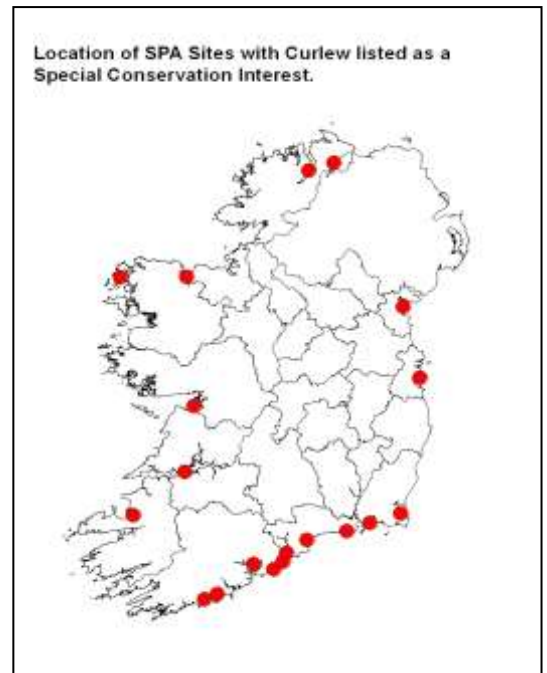 Location of SPA Sites with Curlew listed as a
Special Conservation Interest.